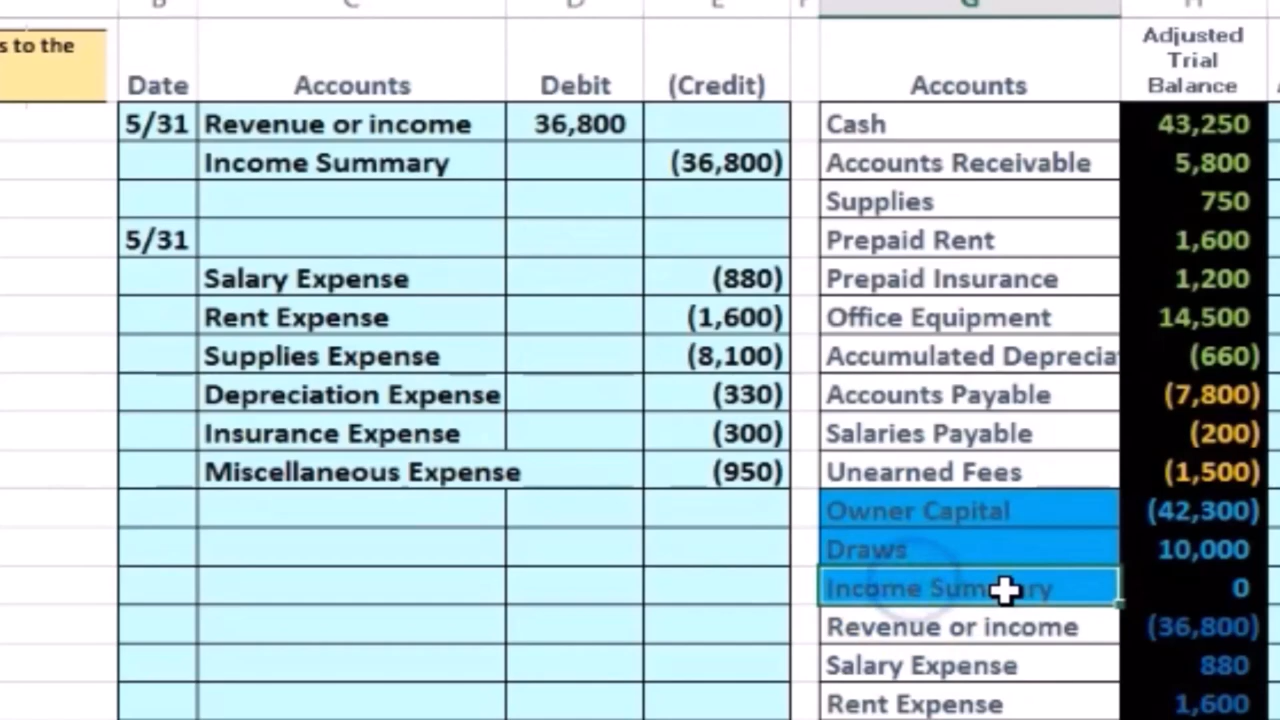 s to the
Date Accounts Debit (Credit) Accounts Adjusted Trial Balance
5/31 Revenue or income 36,800 Cash 43,250
Income Summary (36,800) Accounts Receivable 5,800
Supplies 750
5/31 Prepaid Rent 1,600
Salary Expense (880) Prepaid Insurance 1,200
Rent Expense (1,600) Office Equipment 14,500
Supplies Expense (8,100) Accumulated Deprecia (660)
Depreciation Expense (330) Accounts Payable (7,800)
Insurance Expense (300) Salaries Payable (200)
Miscellaneous Expense (950) Unearned Fees (1,500)
Owner Capital (42,300)
Draws 10,000
Income Summary 0
Revenue or income (36,800)
Salary Expense 880
Rent Expense 1,600